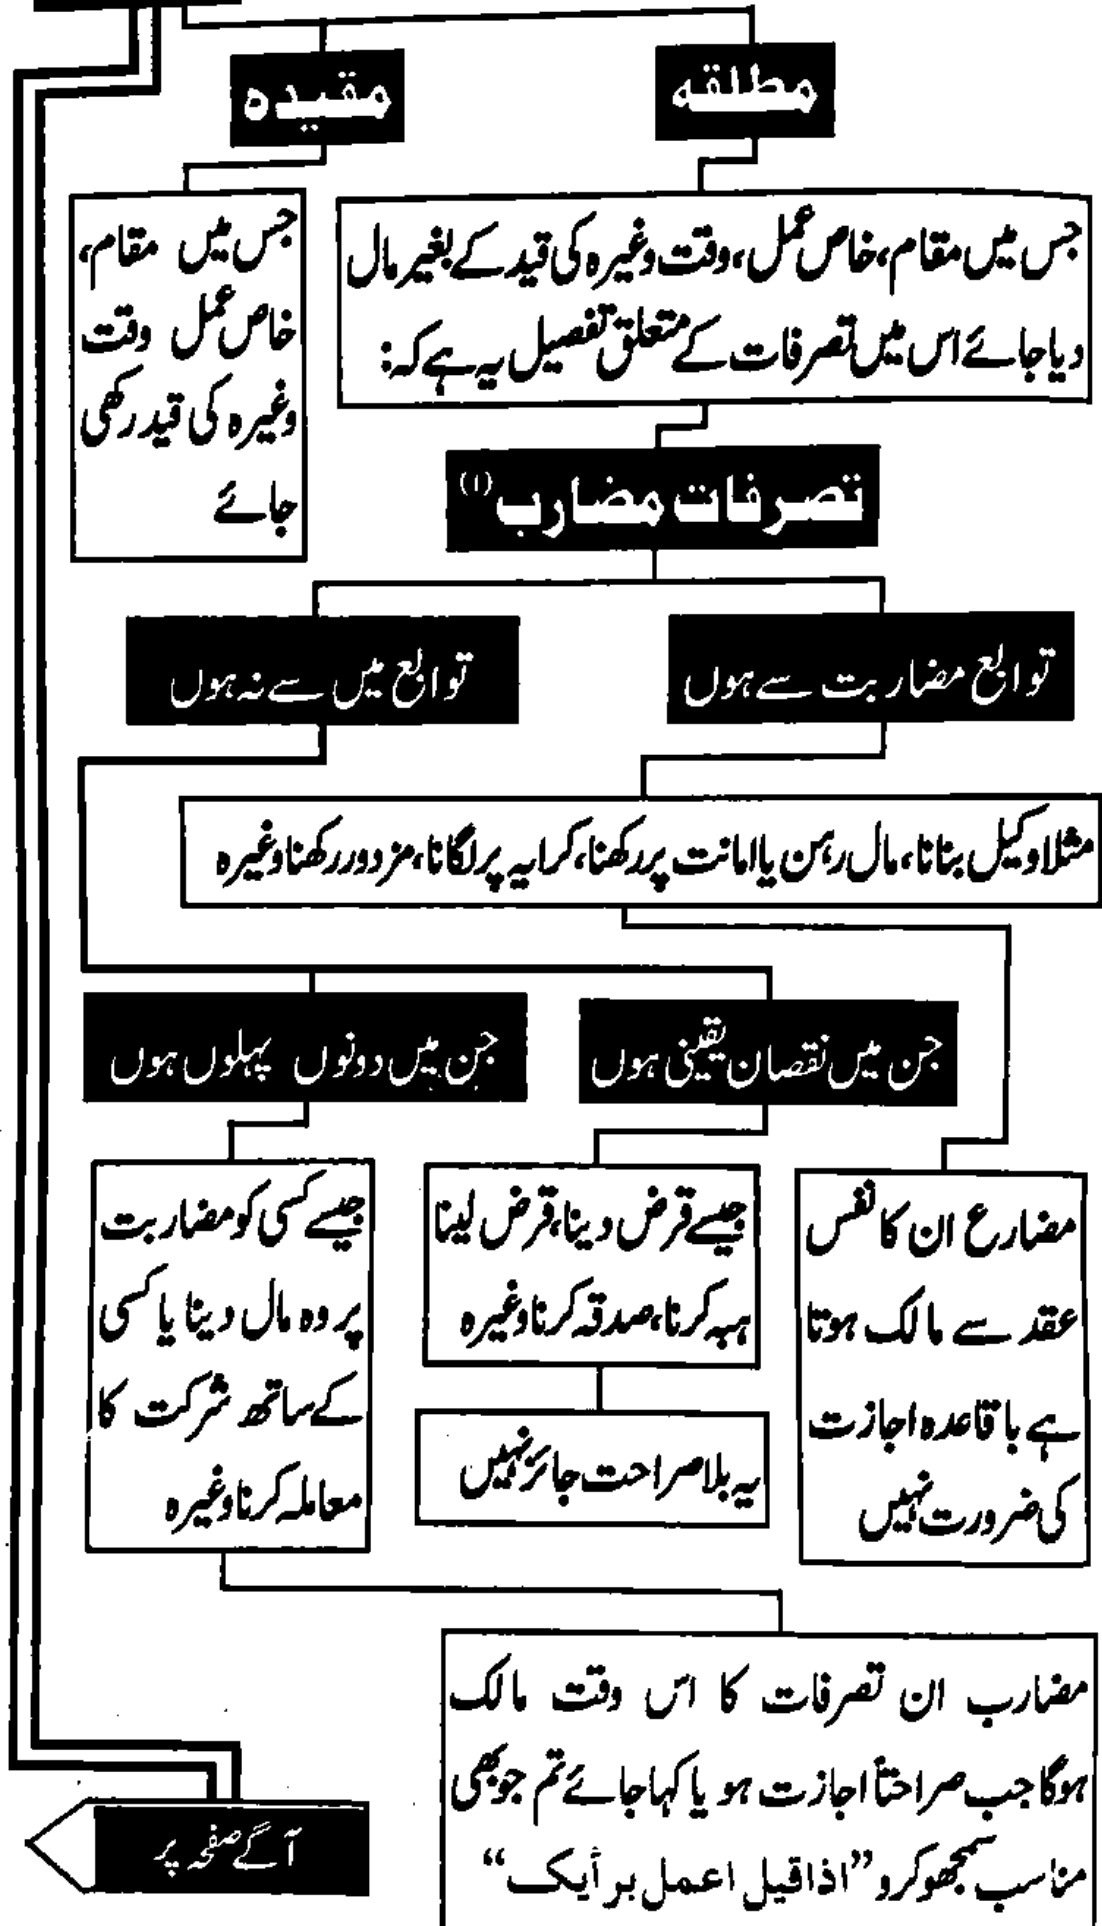 مطلقه
مقیده
جس میں مقام، خاص عمل، وقت وغیرہ کی قید کے بغیر مال
دیا جائے اس میں تصرفات کے متعلق تفصیل یہ ہے کہ:
جس میں مقام،
خاص عمل وقت
وغیرہ کی قید رکھی
جائے
تصرفات مضارب(۱)
توابع مضاربت سے ہوں
توابع میں سے نہ ہوں
مثلا وکیل بنانا، مال رہن یا امانت پر رکھنا، کرایہ پر لگانا، مزدور رکھنا وغیرہ
جن میں نقصان یقینی ہوں
جن میں دونوں پہلوں ہوں
مضارع ان کا نفس
عقد سے مالک ہوتا
ہے باقاعدہ اجازت
کی ضرورت نہیں
جیسے قرض دینا، قرض لینا
ہبہ کرنا، صدقہ کرنا وغیرہ
یہ بلا صراحت جائز نہیں
جیسے کسی کو مضاربت
پر وہ مال دینا یا کسی
کے ساتھ شرکت کا
معاملہ کرنا وغیرہ
مضارب ان تصرفات کا اس وقت مالک
ہوگا جب صراحتاً اجازت ہو یا کہا جائے تم جو بھی
مناسب سمجھو کرو ”اذا قیل اعمل برأیک“
آگے صفحہ پر